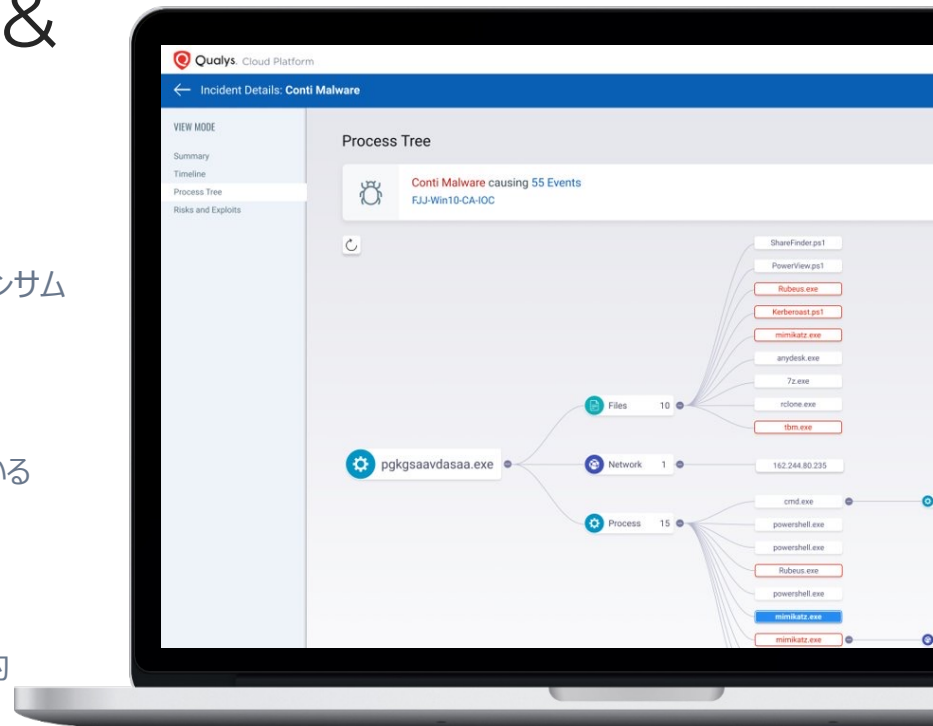 &
ンサム
いる
Qualys. Cloud Platform
← Incident Details: Conti Malware
VIEW MODE
Summary
Timeline
Process Tree
Risks and Exploits
Process Tree
Conti Malware causing 55 Events
FJJ-Win10-CA-IOC
pgkgsaavdasaa.exe
Files 10
ShareFinder.ps1
PowerView.ps1
Rubeus.exe
Kerberoast.ps1
mimikatz.exe
anydesk.exe
7z.exe
rclone.exe
tbm.exe
Network 1
162.244.80.235
Process 15
cmd.exe
powershell.exe
powershell.exe
Rubeus.exe
powershell.exe
mimikatz.exe
mimikatz.exe